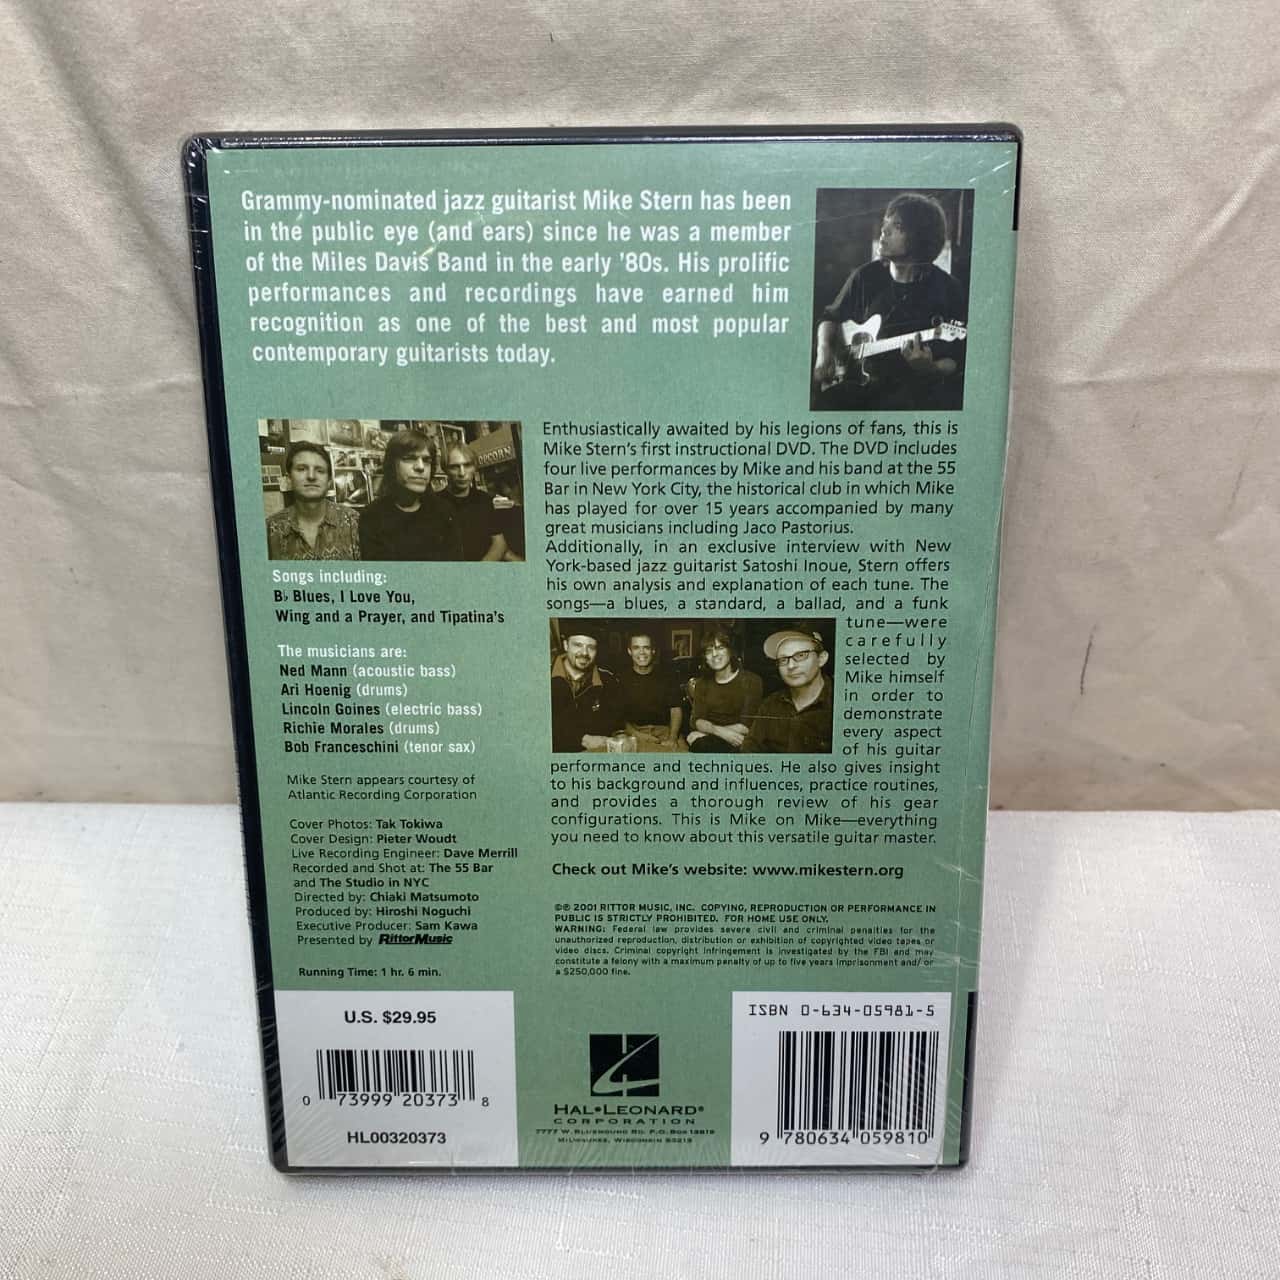 Grammy-nominated jazz guitarist Mike Stern has been
in the public eye (and ears) since he was a member
of the Miles Davis Band in the early '80s. His prolific
performances and recordings have earned him
recognition as one of the best and most popular
contemporary guitarists today.
POPCORN
Songs including:
B♭ Blues, I Love You,
Wing and a Prayer, and Tipatina's
The musicians are:
Ned Mann (acoustic bass)
Ari Hoenig (drums)
Lincoln Goines (electric bass)
Richie Morales (drums)
Bob Franceschini (tenor sax)
Mike Stern appears courtesy of
Atlantic Recording Corporation
Cover Photos: Tak Tokiwa
Cover Design: Pieter Woudt
Live Recording Engineer: Dave Merrill
Recorded and Shot at: The 55 Bar
and The Studio in NYC
Directed by: Chiaki Matsumoto
Produced by: Hiroshi Noguchi
Executive Producer: Sam Kawa
Presented by RittorMusic
Running Time: 1 hr. 6 min.
Enthusiastically awaited by his legions of fans, this is
Mike Stern's first instructional DVD. The DVD includes
four live performances by Mike and his band at the 55
Bar in New York City, the historical club in which Mike
has played for over 15 years accompanied by many
great musicians including Jaco Pastorius.
Additionally, in an exclusive interview with New
York-based jazz guitarist Satoshi Inoue, Stern offers
his own analysis and explanation of each tune. The
songs—a blues, a standard, a ballad, and a funk
tune—were
carefully
selected by
Mike himself
in order to
demonstrate
every aspect
of his guitar
performance and techniques. He also gives insight
to his background and influences, practice routines,
and provides a thorough review of his gear
configurations. This is Mike on Mike—everything
you need to know about this versatile guitar master.
Check out Mike's website: www.mikestern.org
©℗ 2001 RITTOR MUSIC, INC. COPYING, REPRODUCTION OR PERFORMANCE IN
PUBLIC IS STRICTLY PROHIBITED. FOR HOME USE ONLY.
WARNING: Federal law provides severe civil and criminal penalties for the
unauthorized reproduction, distribution or exhibition of copyrighted video tapes or
video discs. Criminal copyright infringement is investigated by the FBI and may
constitute a felony with a maximum penalty of up to five years imprisonment and/ or
a $250,000 fine.
U.S. $29.95
0 73999 20373 8
HL00320373
HAL•LEONARD®
CORPORATION
7777 W. BLUEMOUND RD. P.O. BOX 13819
MILWAUKEE, WISCONSIN 53213
ISBN 0-634-05981-5
9 780634 059810